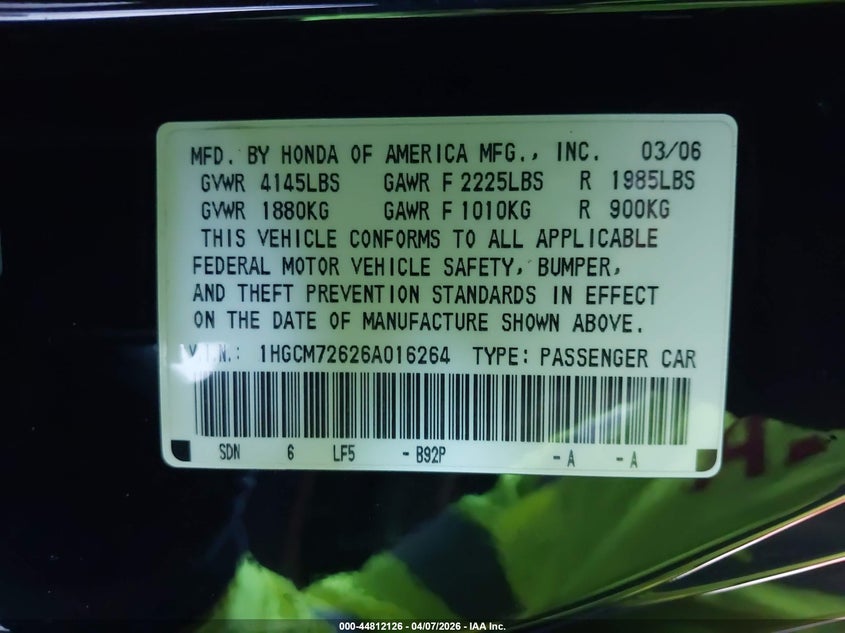 MFD. BY HONDA OF AMERICA MFG., INC. 03/06
GVWR 4145LBS GAWR F 2225LBS R 1985LBS
GVWR 1880KG GAWR F 1010KG R 900KG
THIS VEHICLE CONFORMS TO ALL APPLICABLE
FEDERAL MOTOR VEHICLE SAFETY, BUMPER,
AND THEFT PREVENTION STANDARDS IN EFFECT
ON THE DATE OF MANUFACTURE SHOWN ABOVE.
V.I.N.: 1HGCM72626A016264 TYPE: PASSENGER CAR
SDN 6 LF5 - B92P - A - A
000-44812126 - 04/07/2026 - IAA Inc.